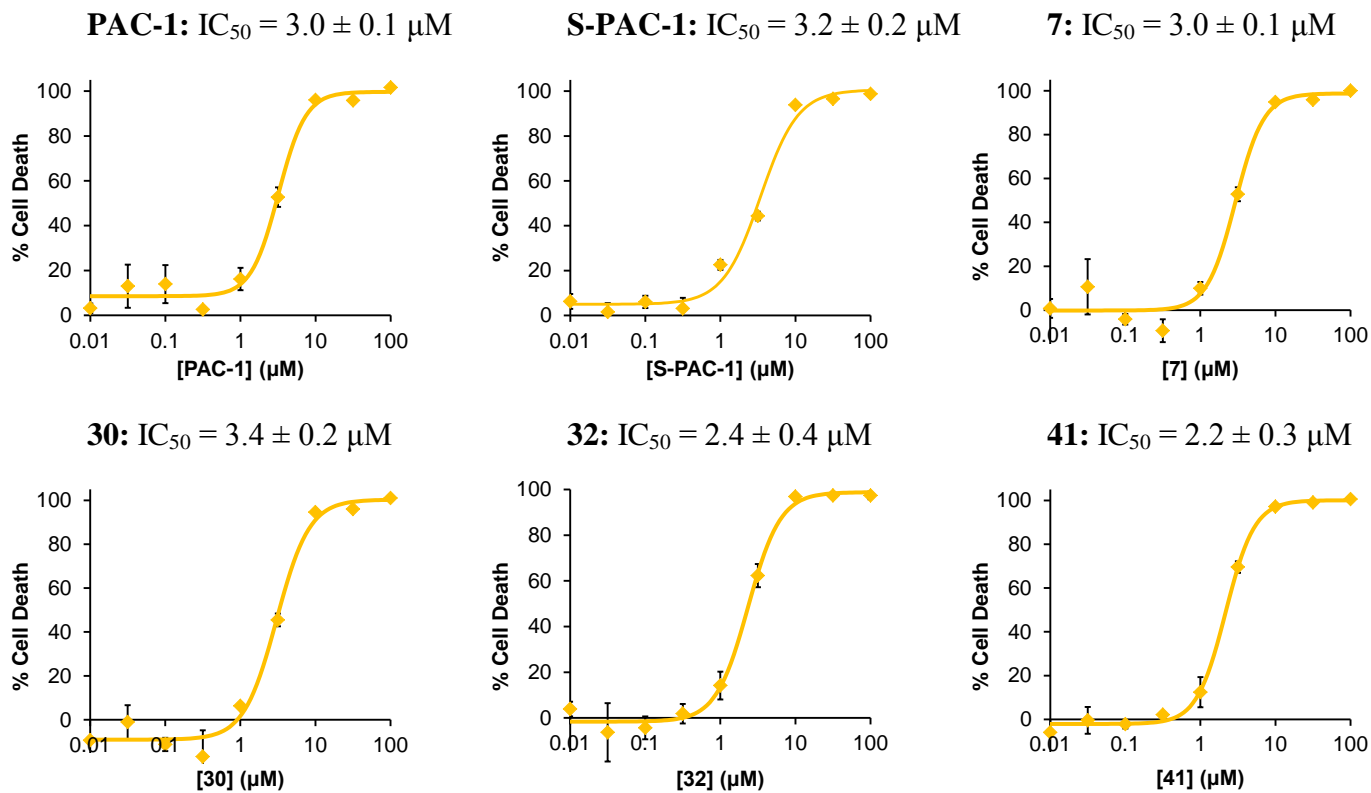 PAC-1: IC50 = 3.0 ± 0.1 µM
S-PAC-1: IC50 = 3.2 ± 0.2 µM
7: IC50 = 3.0 ± 0.1 µM
% Cell Death
100
80
60
40
20
0
0.01 0.1 1 10 100
[PAC-1] (µM)
% Cell Death
100
80
60
40
20
0
0.01 0.1 1 10 100
[S-PAC-1] (µM)
% Cell Death
100
80
60
40
20
0
0.01 0.1 1 10 100
[7] (µM)
30: IC50 = 3.4 ± 0.2 µM
32: IC50 = 2.4 ± 0.4 µM
41: IC50 = 2.2 ± 0.3 µM
% Cell Death
100
80
60
40
20
0
0.01 0.1 1 10 100
[30] (µM)
% Cell Death
100
80
60
40
20
0
0.01 0.1 1 10 100
[32] (µM)
% Cell Death
100
80
60
40
20
0
0.01 0.1 1 10 100
[41] (µM)